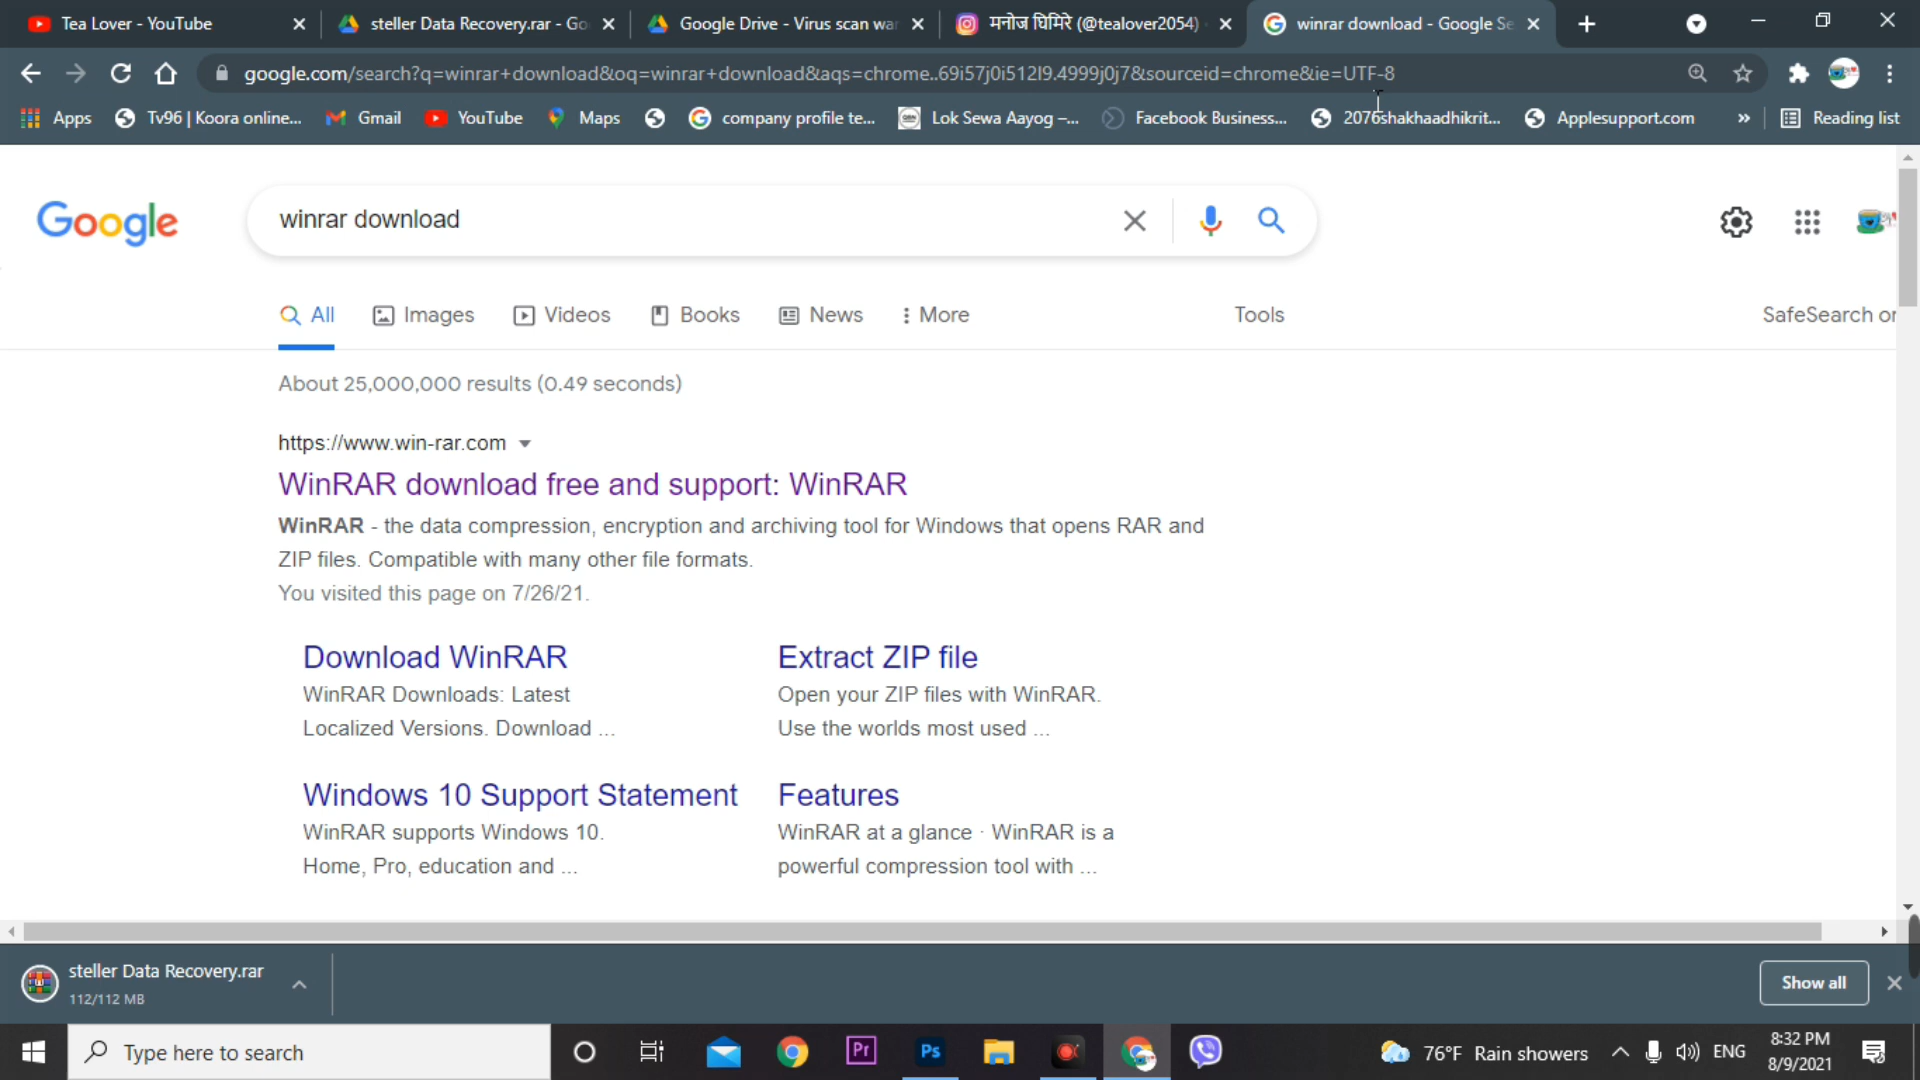 Tea Lover - YouTube
steller Data Recovery.rar - Go
Google Drive - Virus scan war
मनोज घिमिरे (@tealover2054)
winrar download - Google Se
google.com/search?q=winrar+download&oq=winrar+download&aqs=chrome..69i57j0i512l9.4999j0j7&sourceid=chrome&ie=UTF-8
Apps
Tv96 | Koora online...
Gmail
YouTube
Maps
company profile te...
Lok Sewa Aayog –...
Facebook Business...
2076shakhaadhikrit...
Applesupport.com
»
Reading list
Google
winrar download
All
Images
Videos
Books
News
More
Tools
SafeSearch on
About 25,000,000 results (0.49 seconds)
https://www.win-rar.com
WinRAR download free and support: WinRAR
WinRAR - the data compression, encryption and archiving tool for Windows that opens RAR and
ZIP files. Compatible with many other file formats.
You visited this page on 7/26/21.
Download WinRAR
WinRAR Downloads: Latest
Localized Versions. Download ...
Extract ZIP file
Open your ZIP files with WinRAR.
Use the worlds most used ...
Windows 10 Support Statement
WinRAR supports Windows 10.
Home, Pro, education and ...
Features
WinRAR at a glance · WinRAR is a
powerful compression tool with ...
steller Data Recovery.rar
112/112 MB
Show all
Type here to search
Pr
Ps
76°F Rain showers
ENG
8:32 PM
8/9/2021